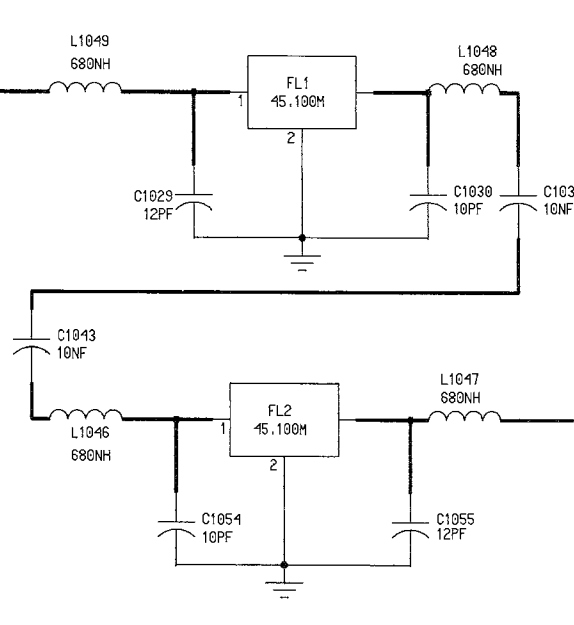 L1049
680NH
FL1
45.100M
1
2
L1048
680NH
C1029
12PF
C1030
10PF
C103
10NF
C1043
10NF
L1046
680NH
FL2
45.100M
1
2
L1047
680NH
C1054
10PF
C1055
12PF